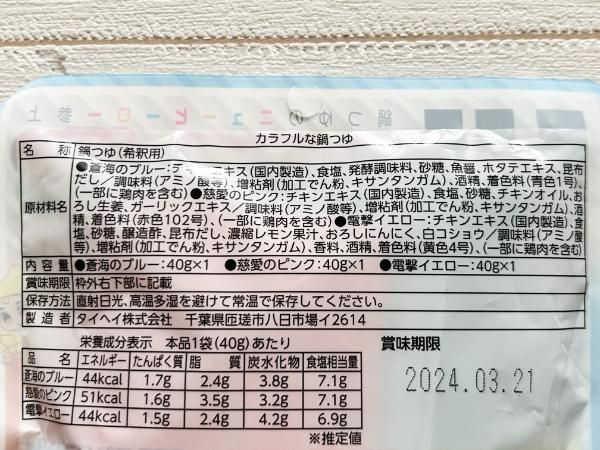 鍋つゆのニューヒーロー参上
カラフルな鍋つゆ
名 称 鍋つゆ(希釈用)
原材料名 ●蒼海のブルー:チキンエキス(国内製造)、食塩、発酵調味料、砂糖、魚醤、ホタテエキス、昆布
だし/調味料(アミノ酸等)、増粘剤(加工でん粉、キサンタンガム)、酒精、着色料(青色1号)、
(一部に鶏肉を含む)●慈愛のピンク:チキンエキス(国内製造)、食塩、砂糖、チキンオイル、お
ろし生姜、ガーリックエキス/調味料(アミノ酸等)、増粘剤(加工でん粉、キサンタンガム)、酒
精、着色料(赤色102号)、(一部に鶏肉を含む)●電撃イエロー:チキンエキス(国内製造)、食
塩、砂糖、醸造酢、昆布だし、濃縮レモン果汁、おろしにんにく、白コショウ/調味料(アミノ酸
等)、増粘剤(加工でん粉、キサンタンガム)、香料、酒精、着色料(黄色4号)、(一部に鶏肉を含む)
内 容 量 ●蒼海のブルー:40g×1 ●慈愛のピンク:40g×1 ●電撃イエロー:40g×1
賞味期限 枠外右下部に記載
保存方法 直射日光、高温多湿を避けて常温で保存してください。
製 造 者 タイヘイ株式会社 千葉県匝瑳市八日市場イ2614
栄養成分表示 本品1袋(40g)あたり
品 名 エネルギー たんぱく質 脂 質 炭水化物 食塩相当量
蒼海のブルー 44kcal 1.7g 2.4g 3.8g 7.1g
慈愛のピンク 51kcal 1.6g 3.5g 3.2g 7.1g
電撃イエロー 44kcal 1.5g 2.4g 4.2g 6.9g
※推定値
賞味期限
2024.03.21